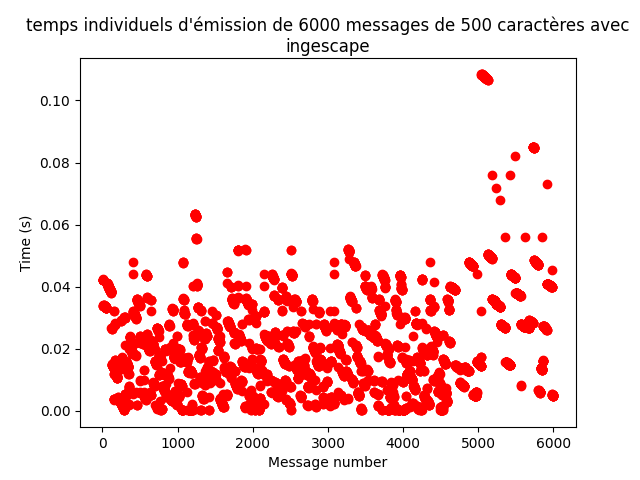 temps individuels d'émission de 6000 messages de 500 caractères avec
ingescape
0.10
0.08
0.06
0.04
0.02
0.00
Time (s)
0 1000 2000 3000 4000 5000 6000
Message number